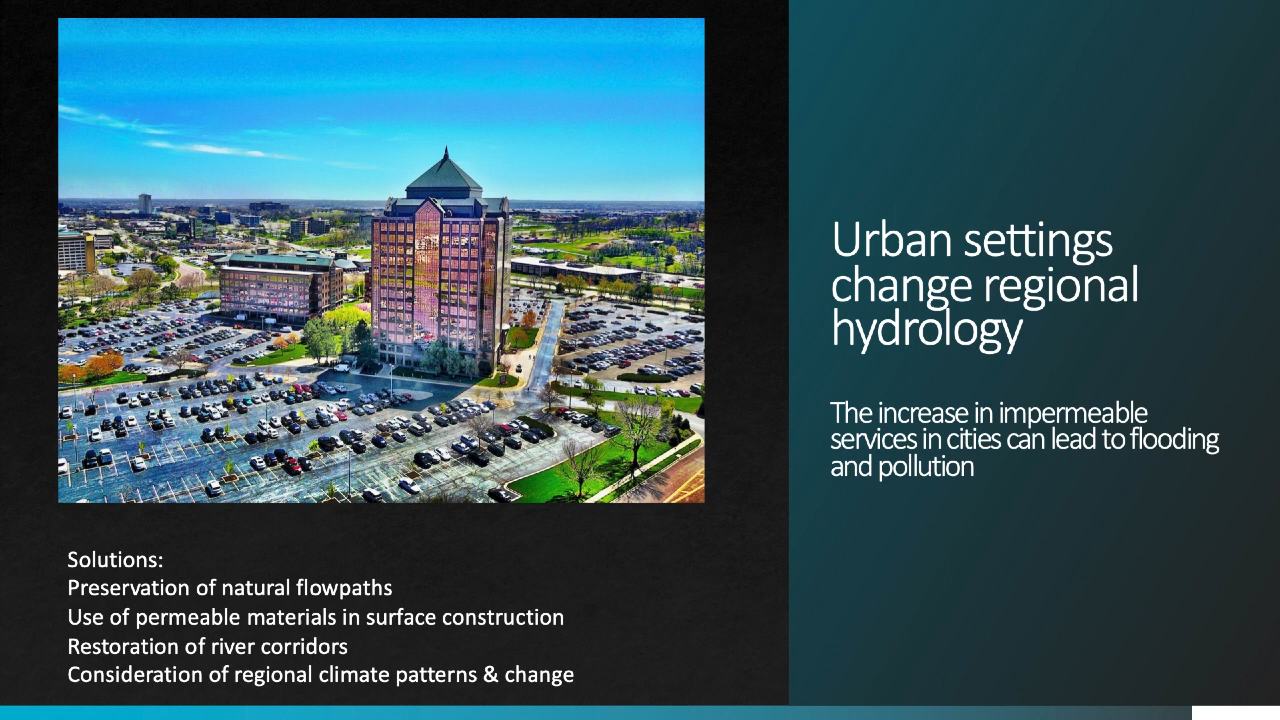 Urban settings
change regional
hydrology
The increase in impermeable
services in cities can lead to flooding
and pollution
Solutions:
Preservation of natural flowpaths
Use of permeable materials in surface construction
Restoration of river corridors
Consideration of regional climate patterns & change